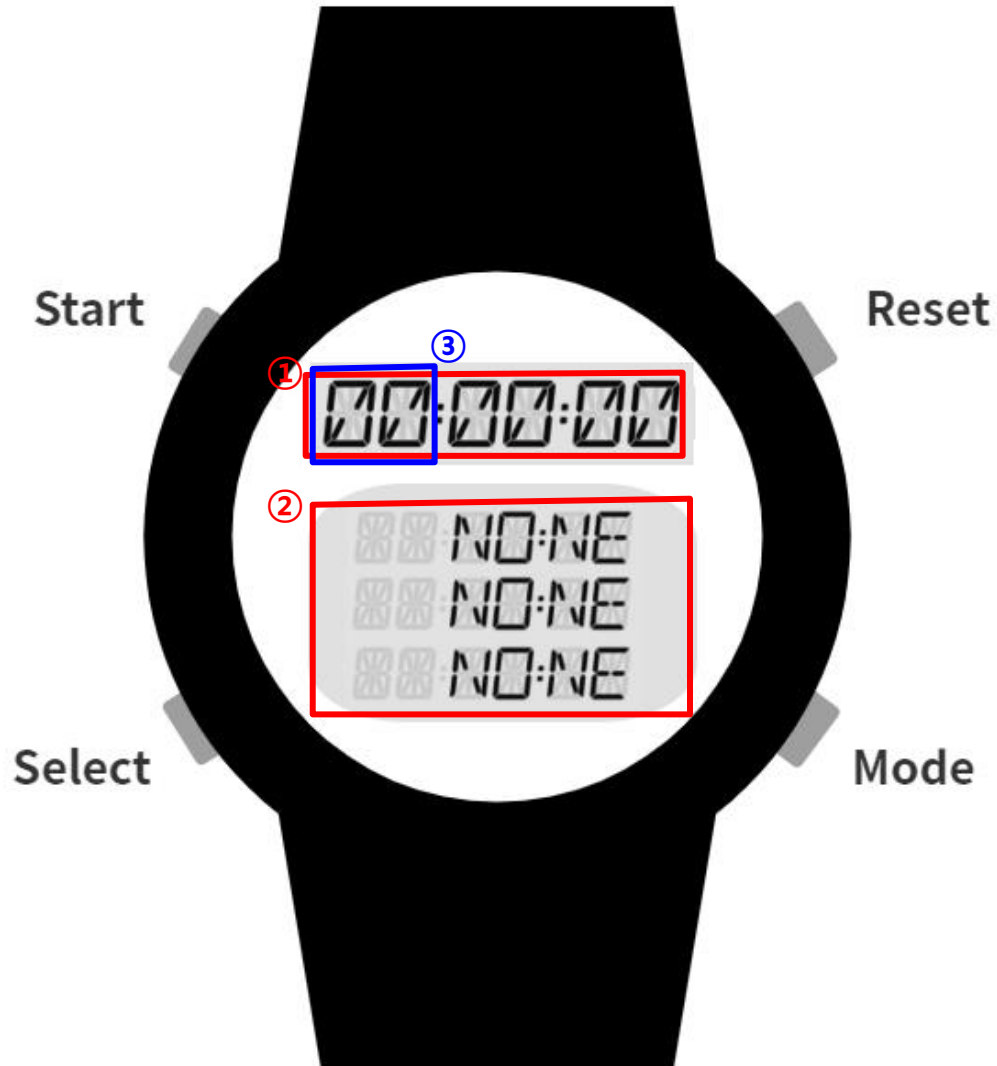 Start
Reset
③
①
00:00:00
②
NO:NE
NO:NE
NO:NE
Select
Mode